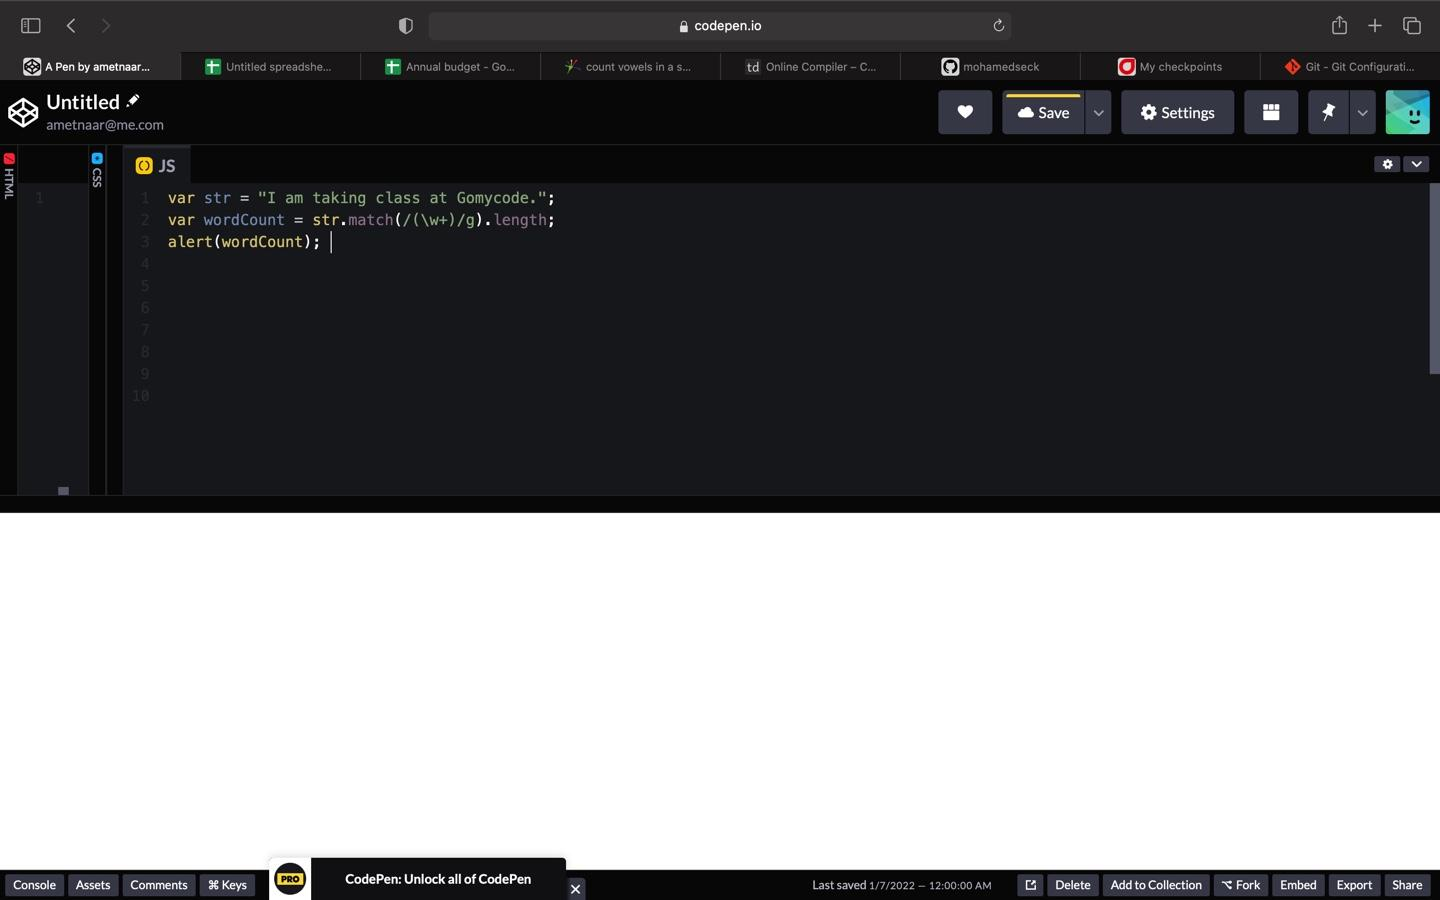 codepen.io
A Pen by ametnaar...
Untitled spreadshe...
Annual budget - Go...
count vowels in a s...
td Online Compiler – C...
mohamedseck
My checkpoints
Git - Git Configurati...
Untitled
ametnaar@me.com
Save
Settings
HTML
1
CSS
JS
1 var str = "I am taking class at Gomycode.";
2 var wordCount = str.match(/(\w+)/g).length;
3 alert(wordCount);
4
5
6
7
8
9
10
Console
Assets
Comments
⌘ Keys
PRO
CodePen: Unlock all of CodePen
Last saved 1/7/2022 — 12:00:00 AM
Delete
Add to Collection
⌥ Fork
Embed
Export
Share